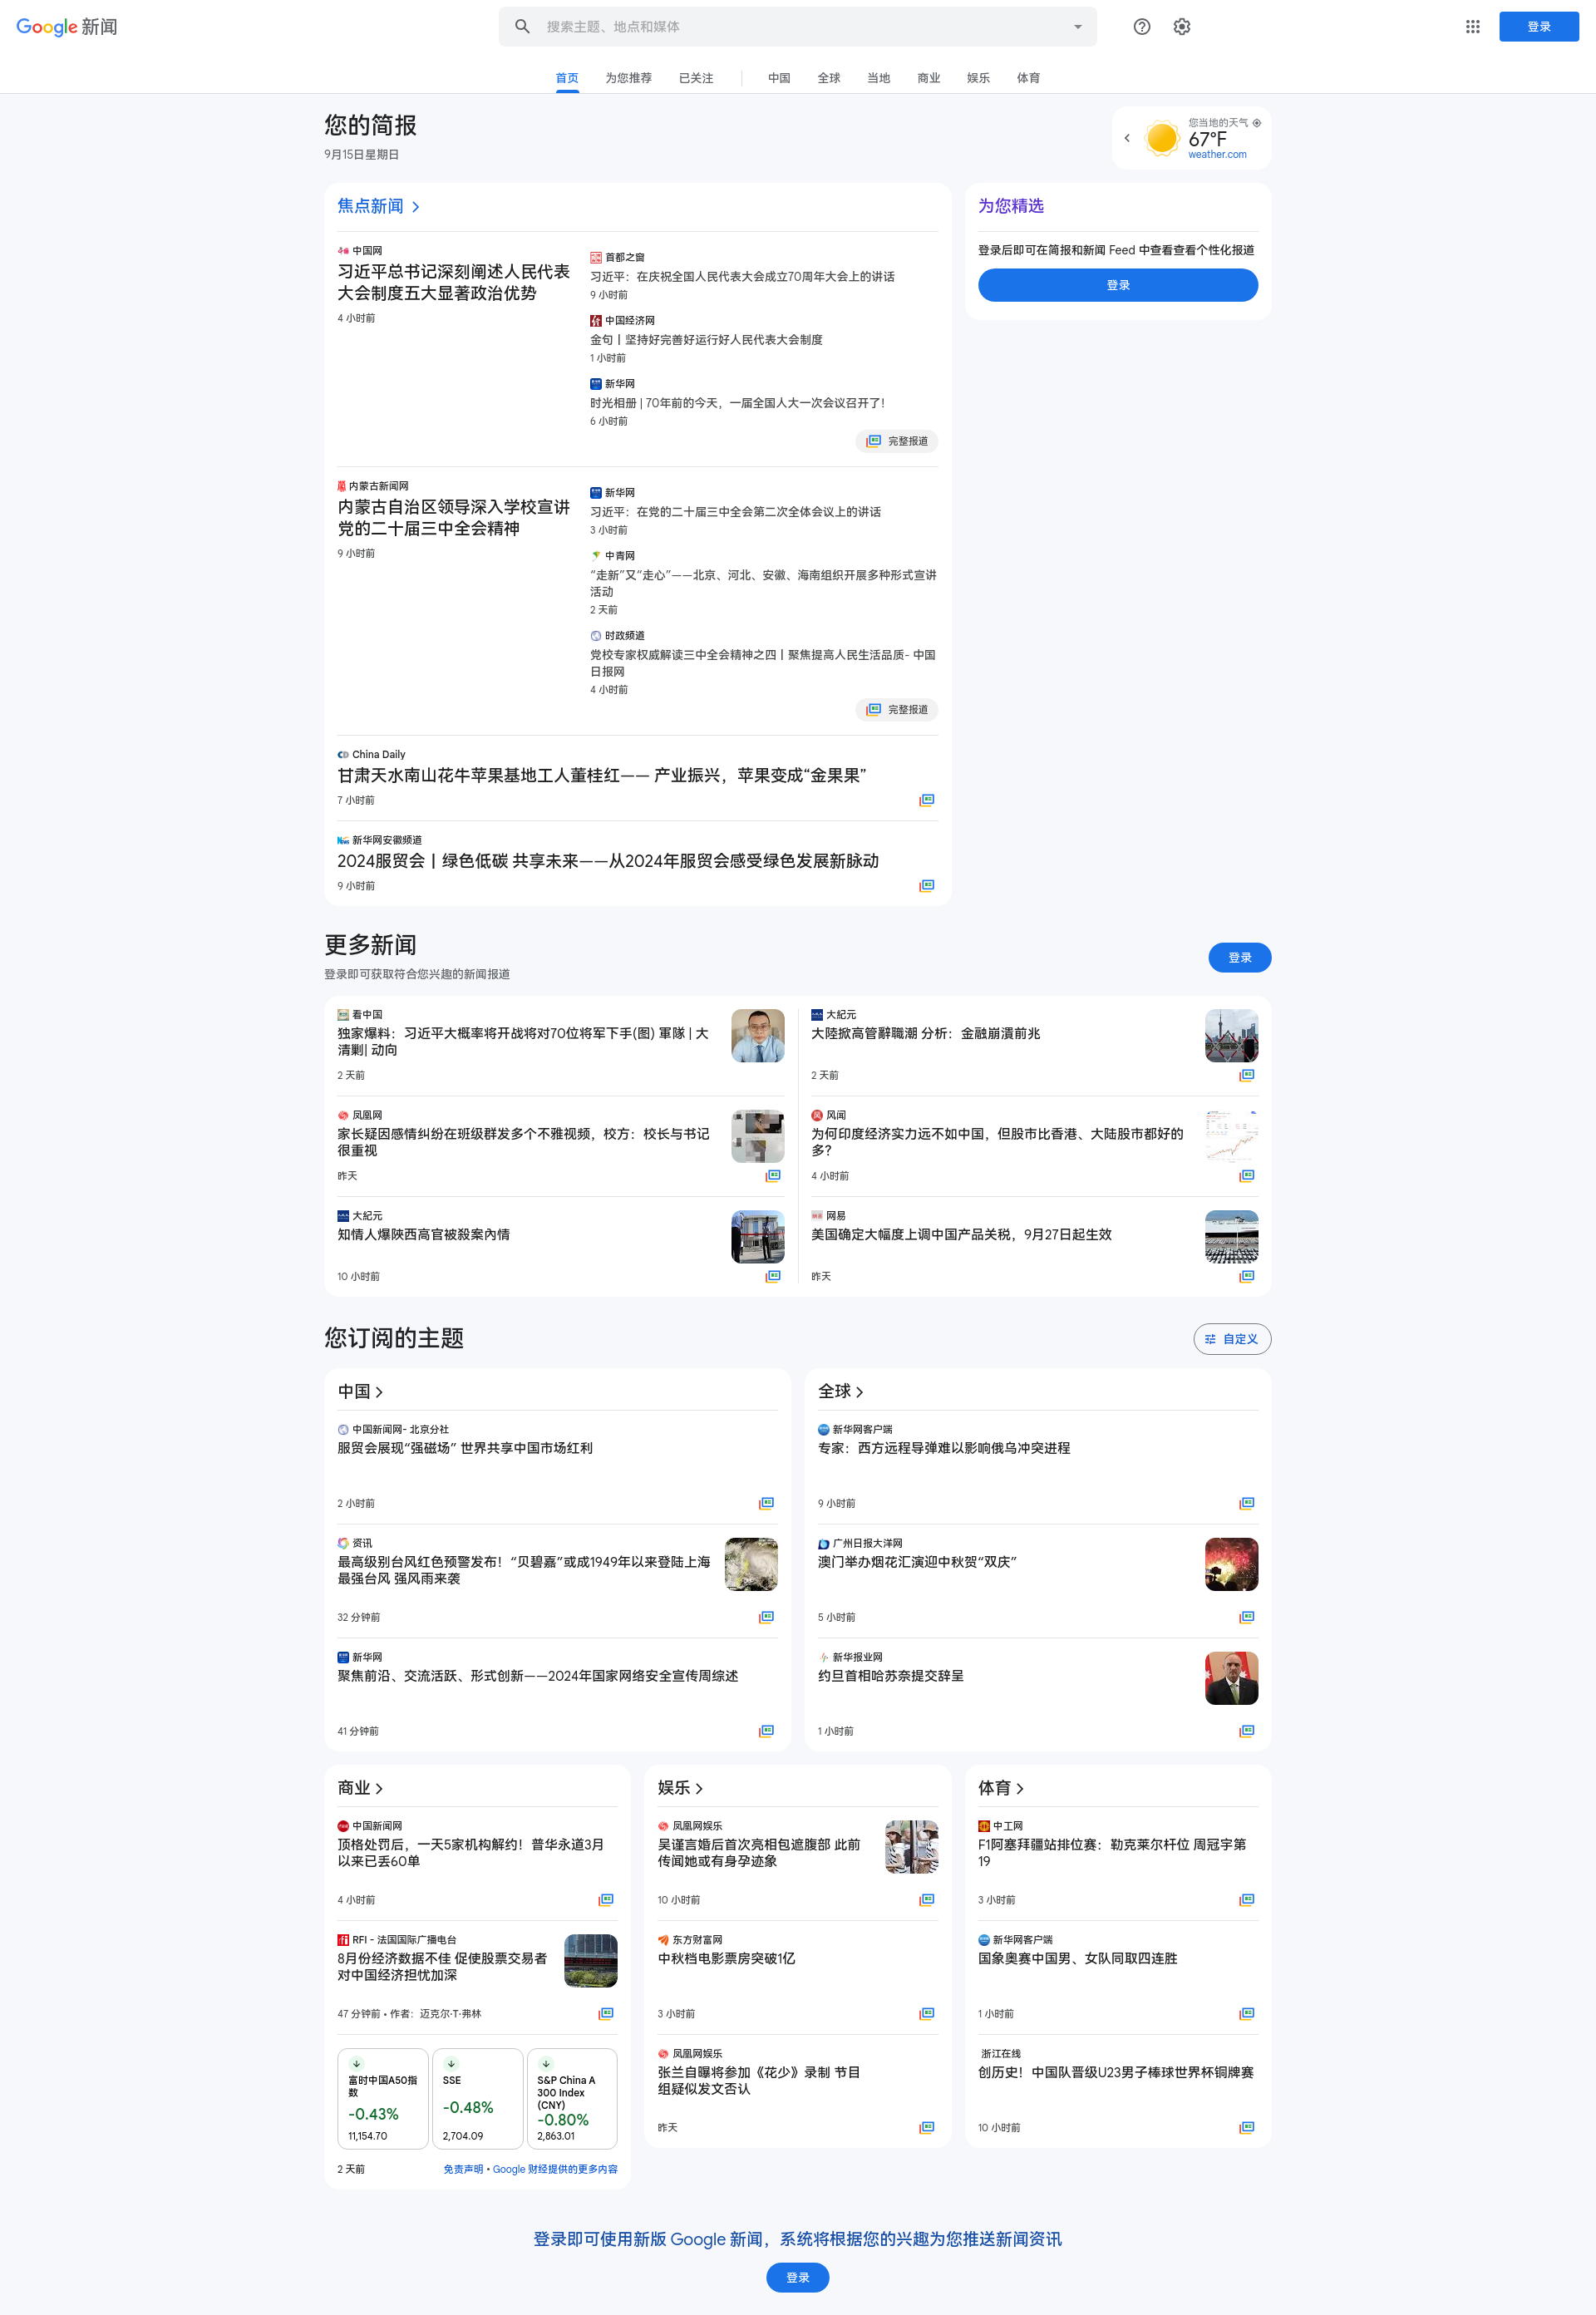 Google 新闻
搜索主题、地点和媒体
登录
首页
为您推荐
已关注
中国
全球
当地
商业
娱乐
体育
您的简报
9月15日星期日
您当地的天气
67°F
weather.com
焦点新闻
中国网
习近平总书记深刻阐述人民代表
大会制度五大显著政治优势
4 小时前
首都之窗
习近平：在庆祝全国人民代表大会成立70周年大会上的讲话
9 小时前
中国经济网
金句丨坚持好完善好运行好人民代表大会制度
1 小时前
新华网
时光相册 | 70年前的今天，一届全国人大一次会议召开了！
6 小时前
完整报道
内蒙古新闻网
内蒙古自治区领导深入学校宣讲
党的二十届三中全会精神
9 小时前
新华网
习近平：在党的二十届三中全会第二次全体会议上的讲话
3 小时前
中青网
“走新”又“走心”——北京、河北、安徽、海南组织开展多种形式宣讲
活动
2 天前
时政频道
党校专家权威解读三中全会精神之四丨聚焦提高人民生活品质- 中国
日报网
4 小时前
完整报道
China Daily
甘肃天水南山花牛苹果基地工人董桂红—— 产业振兴，苹果变成“金果果”
7 小时前
新华网安徽频道
2024服贸会丨绿色低碳 共享未来——从2024年服贸会感受绿色发展新脉动
9 小时前
为您精选
登录后即可在简报和新闻 Feed 中查看查看个性化报道
登录
更多新闻
登录即可获取符合您兴趣的新闻报道
登录
看中国
独家爆料：习近平大概率将开战将对70位将军下手(图) 軍隊 | 大
清剿| 动向
2 天前
大紀元
大陸掀高管辭職潮 分析：金融崩潰前兆
2 天前
凤凰网
家长疑因感情纠纷在班级群发多个不雅视频，校方：校长与书记
很重视
昨天
风闻
为何印度经济实力远不如中国，但股市比香港、大陆股市都好的
多？
4 小时前
大紀元
知情人爆陝西高官被殺案內情
10 小时前
网易
美国确定大幅度上调中国产品关税，9月27日起生效
昨天
您订阅的主题
自定义
中国
中国新闻网- 北京分社
服贸会展现“强磁场” 世界共享中国市场红利
2 小时前
资讯
最高级别台风红色预警发布！“贝碧嘉”或成1949年以来登陆上海
最强台风 强风雨来袭
32 分钟前
新华网
聚焦前沿、交流活跃、形式创新——2024年国家网络安全宣传周综述
41 分钟前
全球
新华网客户端
专家：西方远程导弹难以影响俄乌冲突进程
9 小时前
广州日报大洋网
澳门举办烟花汇演迎中秋贺“双庆”
5 小时前
新华报业网
约旦首相哈苏奈提交辞呈
1 小时前
商业
中国新闻网
顶格处罚后，一天5家机构解约！普华永道3月
以来已丢60单
4 小时前
RFI - 法国国际广播电台
8月份经济数据不佳 促使股票交易者
对中国经济担忧加深
47 分钟前 • 作者：迈克尔·T·弗林
富时中国A50指
数
-0.43%
11,154.70
SSE
-0.48%
2,704.09
S&P China A
300 Index
(CNY)
-0.80%
2,863.01
2 天前
免责声明 • Google 财经提供的更多内容
娱乐
凤凰网娱乐
吴谨言婚后首次亮相包遮腹部 此前
传闻她或有身孕迹象
10 小时前
东方财富网
中秋档电影票房突破1亿
3 小时前
凤凰网娱乐
张兰自曝将参加《花少》录制 节目
组疑似发文否认
昨天
体育
中工网
F1阿塞拜疆站排位赛：勒克莱尔杆位 周冠宇第
19
3 小时前
新华网客户端
国象奥赛中国男、女队同取四连胜
1 小时前
浙江在线
创历史！中国队晋级U23男子棒球世界杯铜牌赛
10 小时前
登录即可使用新版 Google 新闻，系统将根据您的兴趣为您推送新闻资讯
登录